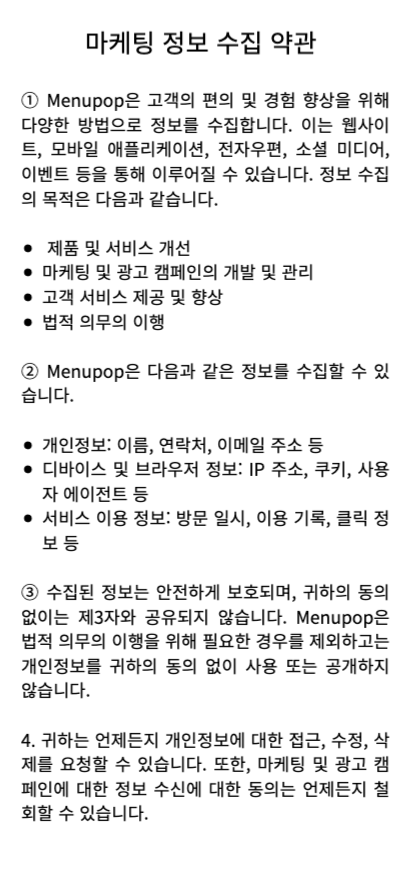 마케팅 정보 수집 약관
① Menupop은 고객의 편의 및 경험 향상을 위해
다양한 방법으로 정보를 수집합니다. 이는 웹사이
트, 모바일 애플리케이션, 전자우편, 소셜 미디어,
이벤트 등을 통해 이루어질 수 있습니다. 정보 수집
의 목적은 다음과 같습니다.
● 제품 및 서비스 개선
● 마케팅 및 광고 캠페인의 개발 및 관리
● 고객 서비스 제공 및 향상
● 법적 의무의 이행
② Menupop은 다음과 같은 정보를 수집할 수 있
습니다.
● 개인정보: 이름, 연락처, 이메일 주소 등
● 디바이스 및 브라우저 정보: IP 주소, 쿠키, 사용
자 에이전트 등
● 서비스 이용 정보: 방문 일시, 이용 기록, 클릭 정
보 등
③ 수집된 정보는 안전하게 보호되며, 귀하의 동의
없이는 제3자와 공유되지 않습니다. Menupop은
법적 의무의 이행을 위해 필요한 경우를 제외하고는
개인정보를 귀하의 동의 없이 사용 또는 공개하지
않습니다.
4. 귀하는 언제든지 개인정보에 대한 접근, 수정, 삭
제를 요청할 수 있습니다. 또한, 마케팅 및 광고 캠
페인에 대한 정보 수신에 대한 동의는 언제든지 철
회할 수 있습니다.